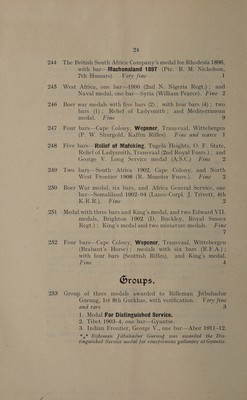 24
244 The British South Africa Company's medal for Rhodesia 1896, with bar—Mashonaland 1897 (Pte. R. M. Nicholson, 7th Hussars). Very fine 1
245 West Africa, one bar—1906 (2nd N. Nigeria Regt.); and Naval medal, one bar—Syria (William Pearce). Fine 2
246 Boer war medals with five bars (2); with four bars (4); two bars (1); Relief of Ladysmith; and Mediterranean medal. Fine 9
247 Four bars—Cape Colony, Wepener, Transvaal, Wittebergen (P. W. Shurgold, Kaffrn Rifles). Fine and scarce 1
248 Five bars—Relief of Mafeking, Tugela Heights, O. F. State, Relief of Ladysmith, Transvaal (2nd Royal Fusrs.); and George V. Long Service medal (A.S.C.) Fine 2
249 Two bars—South Africa 1902, Cape Colony, and North West Frontier 1908 (R. Munster Fusrs.). Fine 2
250 Boer War medal, six bars, and Africa General Service, one bar—Somaliland 1902–04 (Lance-Corpl. J. Trivett, 4th K.R.R.). Fine 2
251 Medal with three bars and King's medal, and two Edward VII. medals, Brighton 1902 (D. Buckley, Royal Sussex Regt.); King's medal and two miniature medals. Fine 7
252 Four bars—Cape Colony, Wepener, Transvaal, Wittebergen (Brabant's Horse); medals with six bars (R.F.A.); with four bars (Scottish Rifles), and King's medal. Fine 4
Groups.
253 Group of three medals awarded to Rifleman Jitbahadur Gurung, 1st 8th Gurkhas, with verification. Very fine and rare 3
1. Medal For Distinguished Service.
2. Tibet 1903–4, one bar—Gyantse.
3. Indian Frontier, George V., one bar—Abor 1911–12.
*** Rifleman Jitbahadur Gurung was awarded the Distinguished Service medal for conspicuous gallantry at Gyantse.